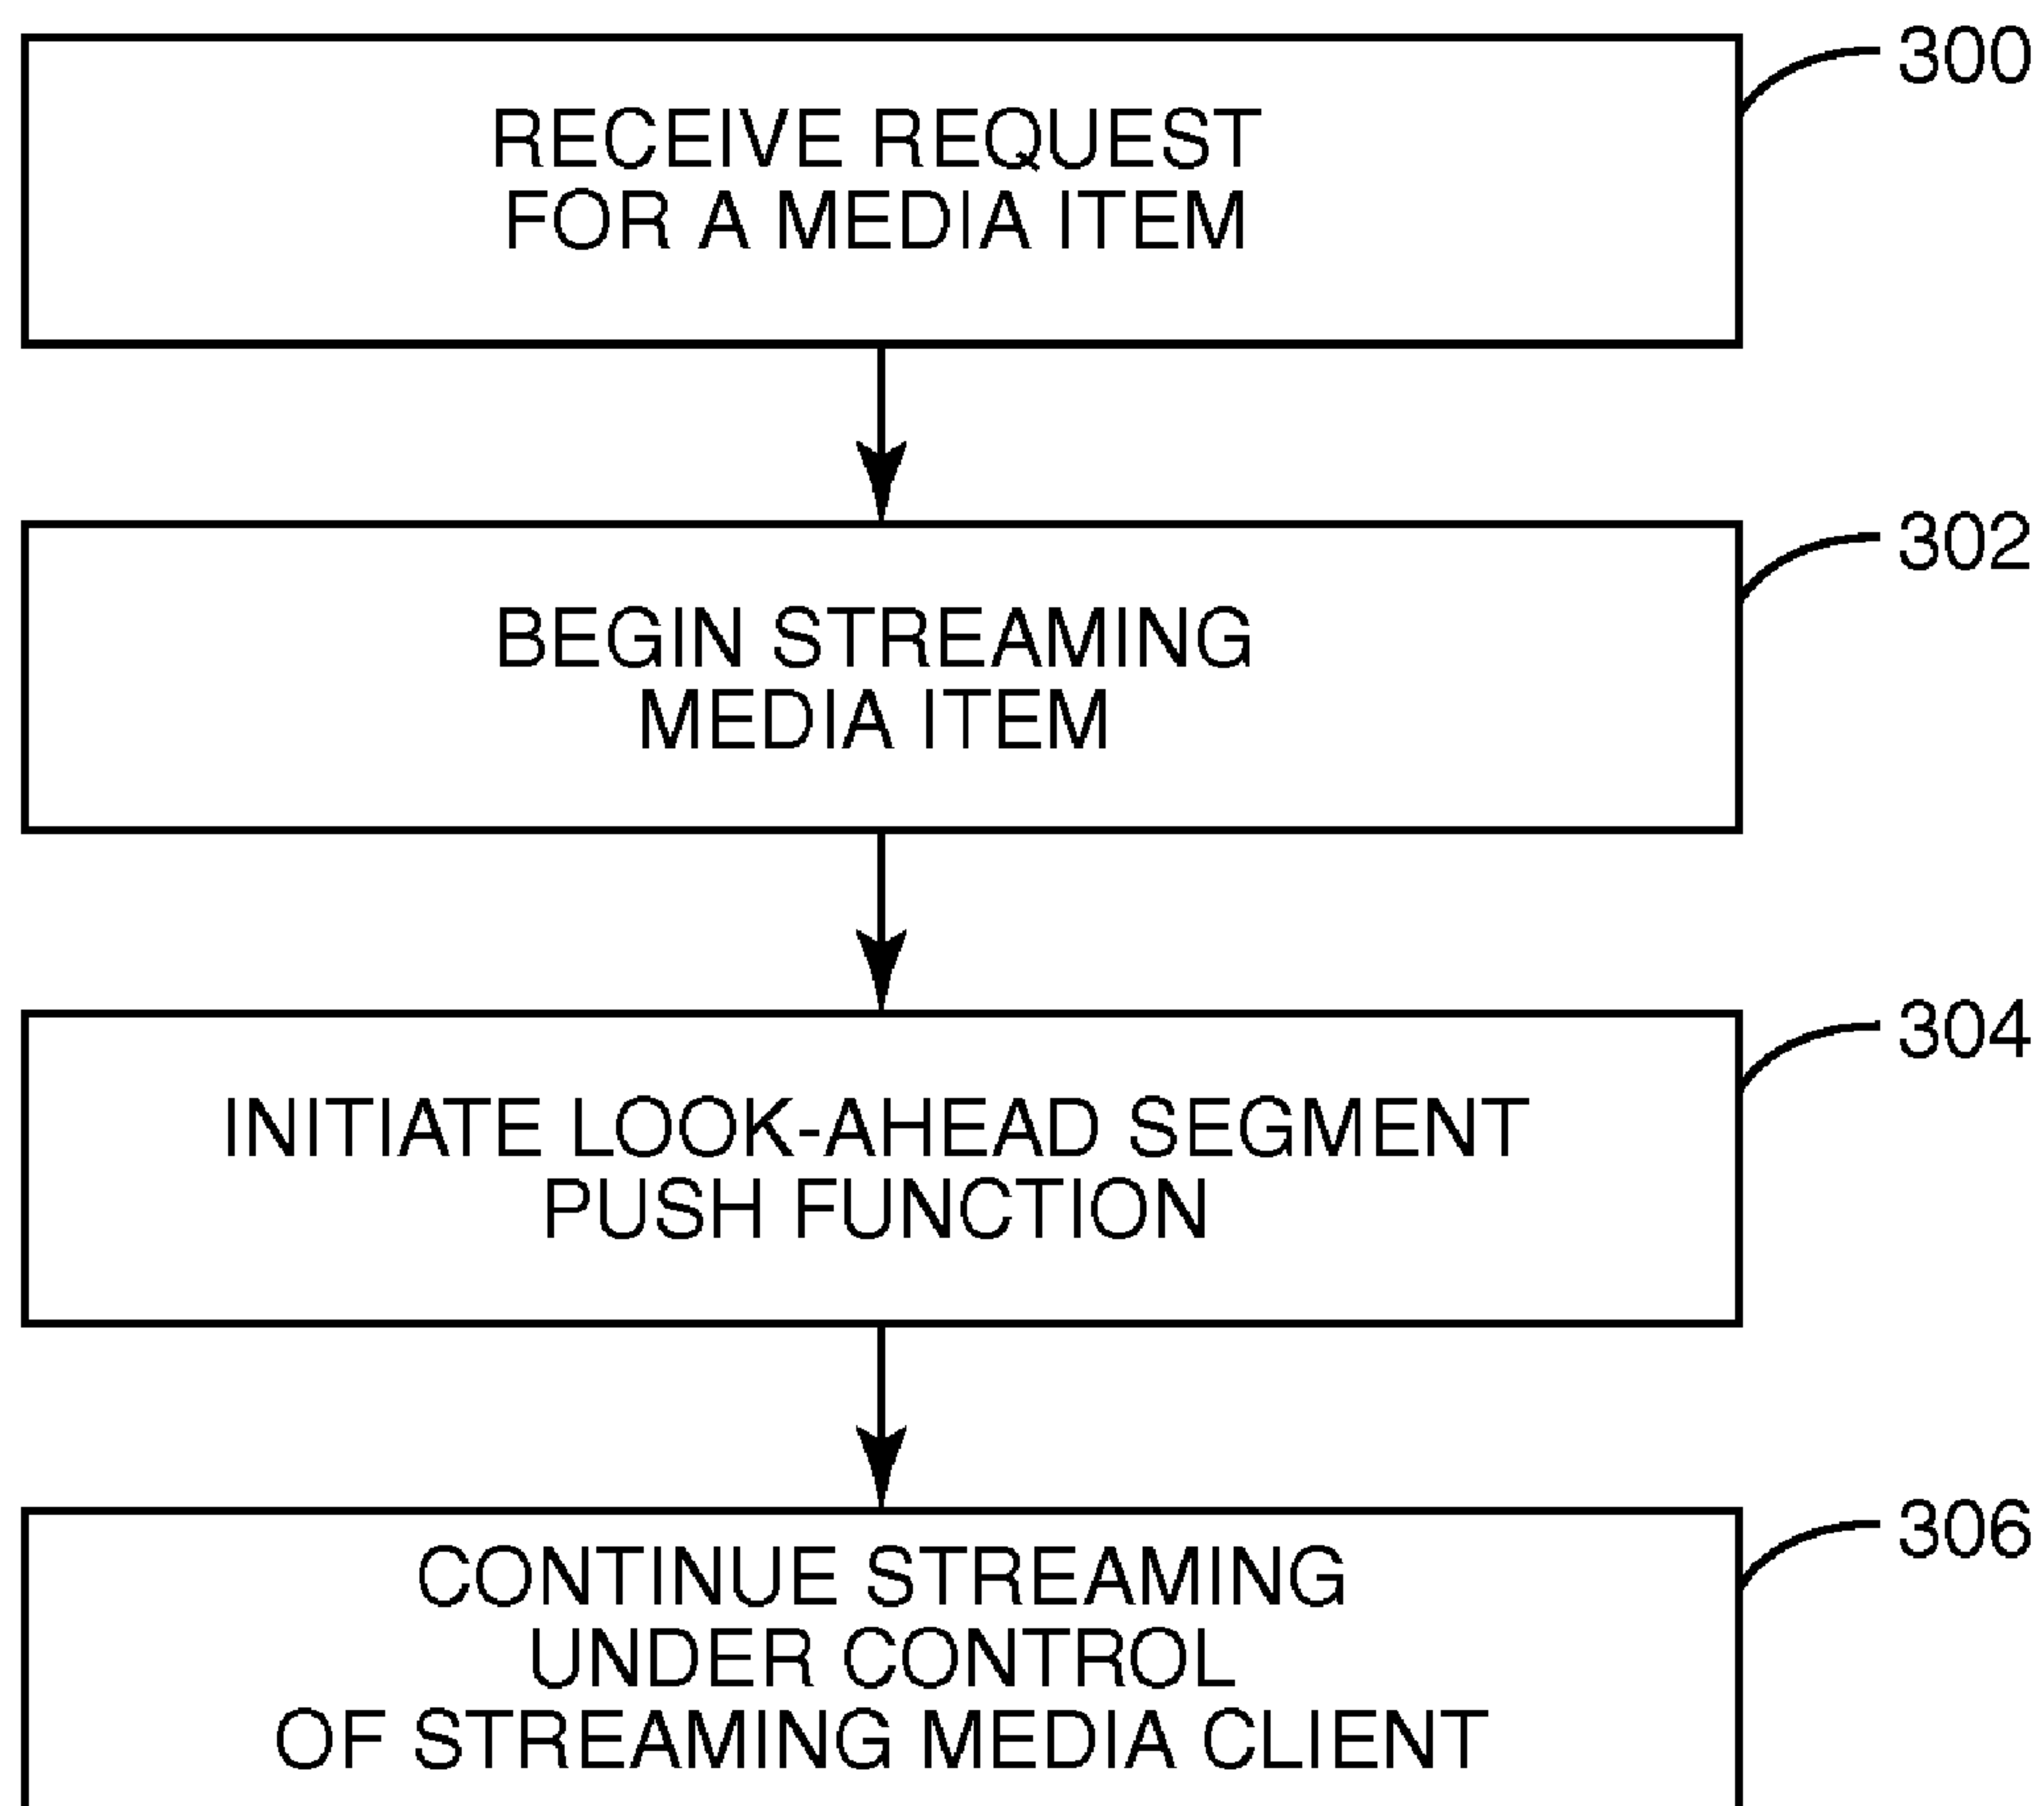 300
RECEIVE REQUEST
FOR A MEDIA ITEM
302
BEGIN STREAMING
MEDIA ITEM
304
INITIATE LOOK-AHEAD SEGMENT
PUSH FUNCTION
306
CONTINUE STREAMING
UNDER CONTROL
OF STREAMING MEDIA CLIENT